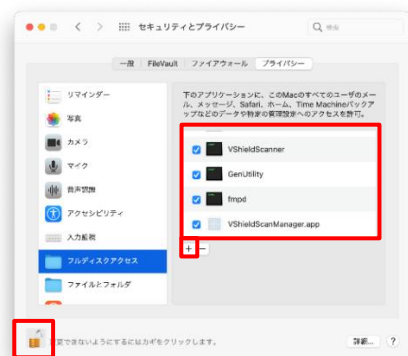 セキュリティとプライバシー
検索
一般 FileVault ファイアウォール プライバシー
リマインダー
写真
カメラ
マイク
音声認識
アクセシビリティ
入力監視
フルディスクアクセス
ファイルとフォルダ
下のアプリケーションに、このMacのすべてのユーザのメー
ル、メッセージ、Safari、ホーム、Time Machineバックア
ップなどのデータや特定の管理設定へのアクセスを許可。
VShieldScanner
GenUtility
fmpd
VShieldScanManager.app
+ −
変更できないようにするにはカギをクリックします。
詳細... ?